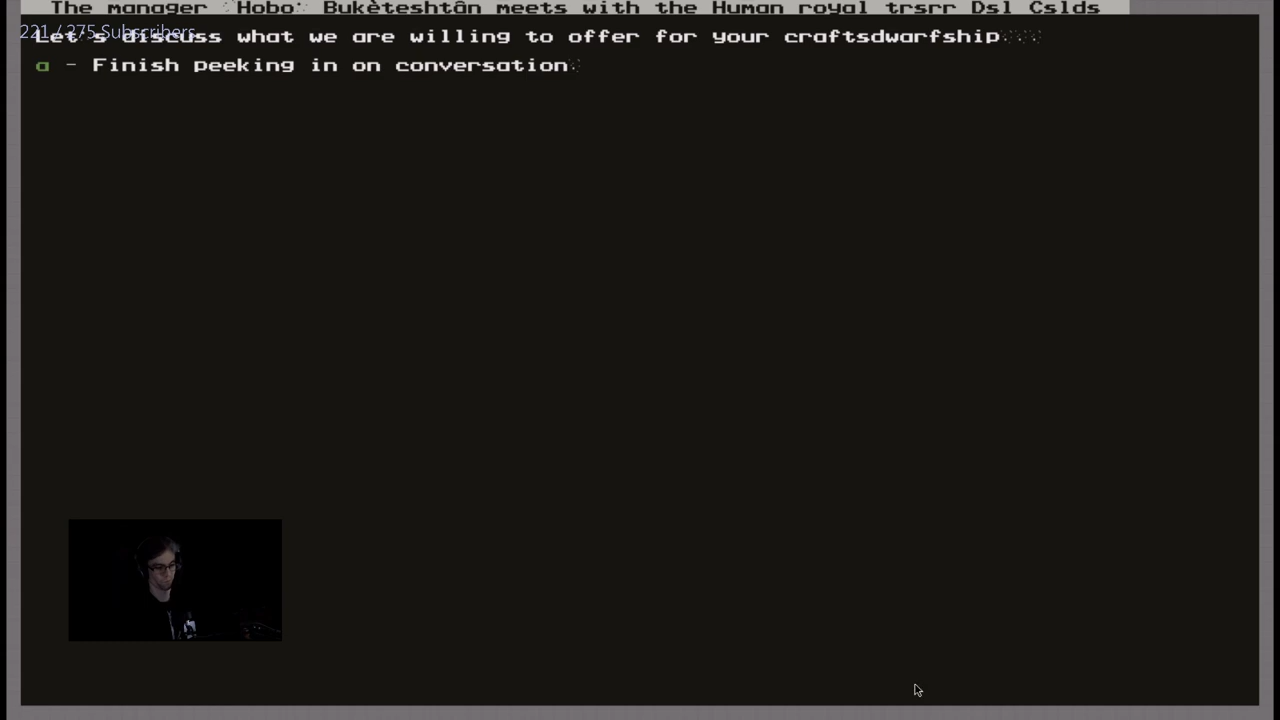 The manager `Hobo' Bukèteshtân meets with the Human royal trsrr Dsl Cslds
221 / 275 Subscribers
Let's discuss what we are willing to offer for your craftsdwarfship...
a - Finish peeking in on conversation.